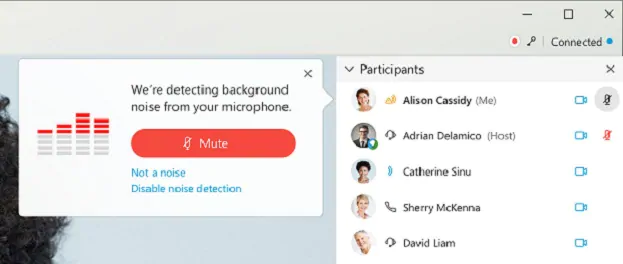 Connected
We're detecting background
noise from your microphone.
Mute
Not a noise
Disable noise detection
Participants
Alison Cassidy (Me)
Adrian Delamico (Host)
Catherine Sinu
Sherry McKenna
David Liam